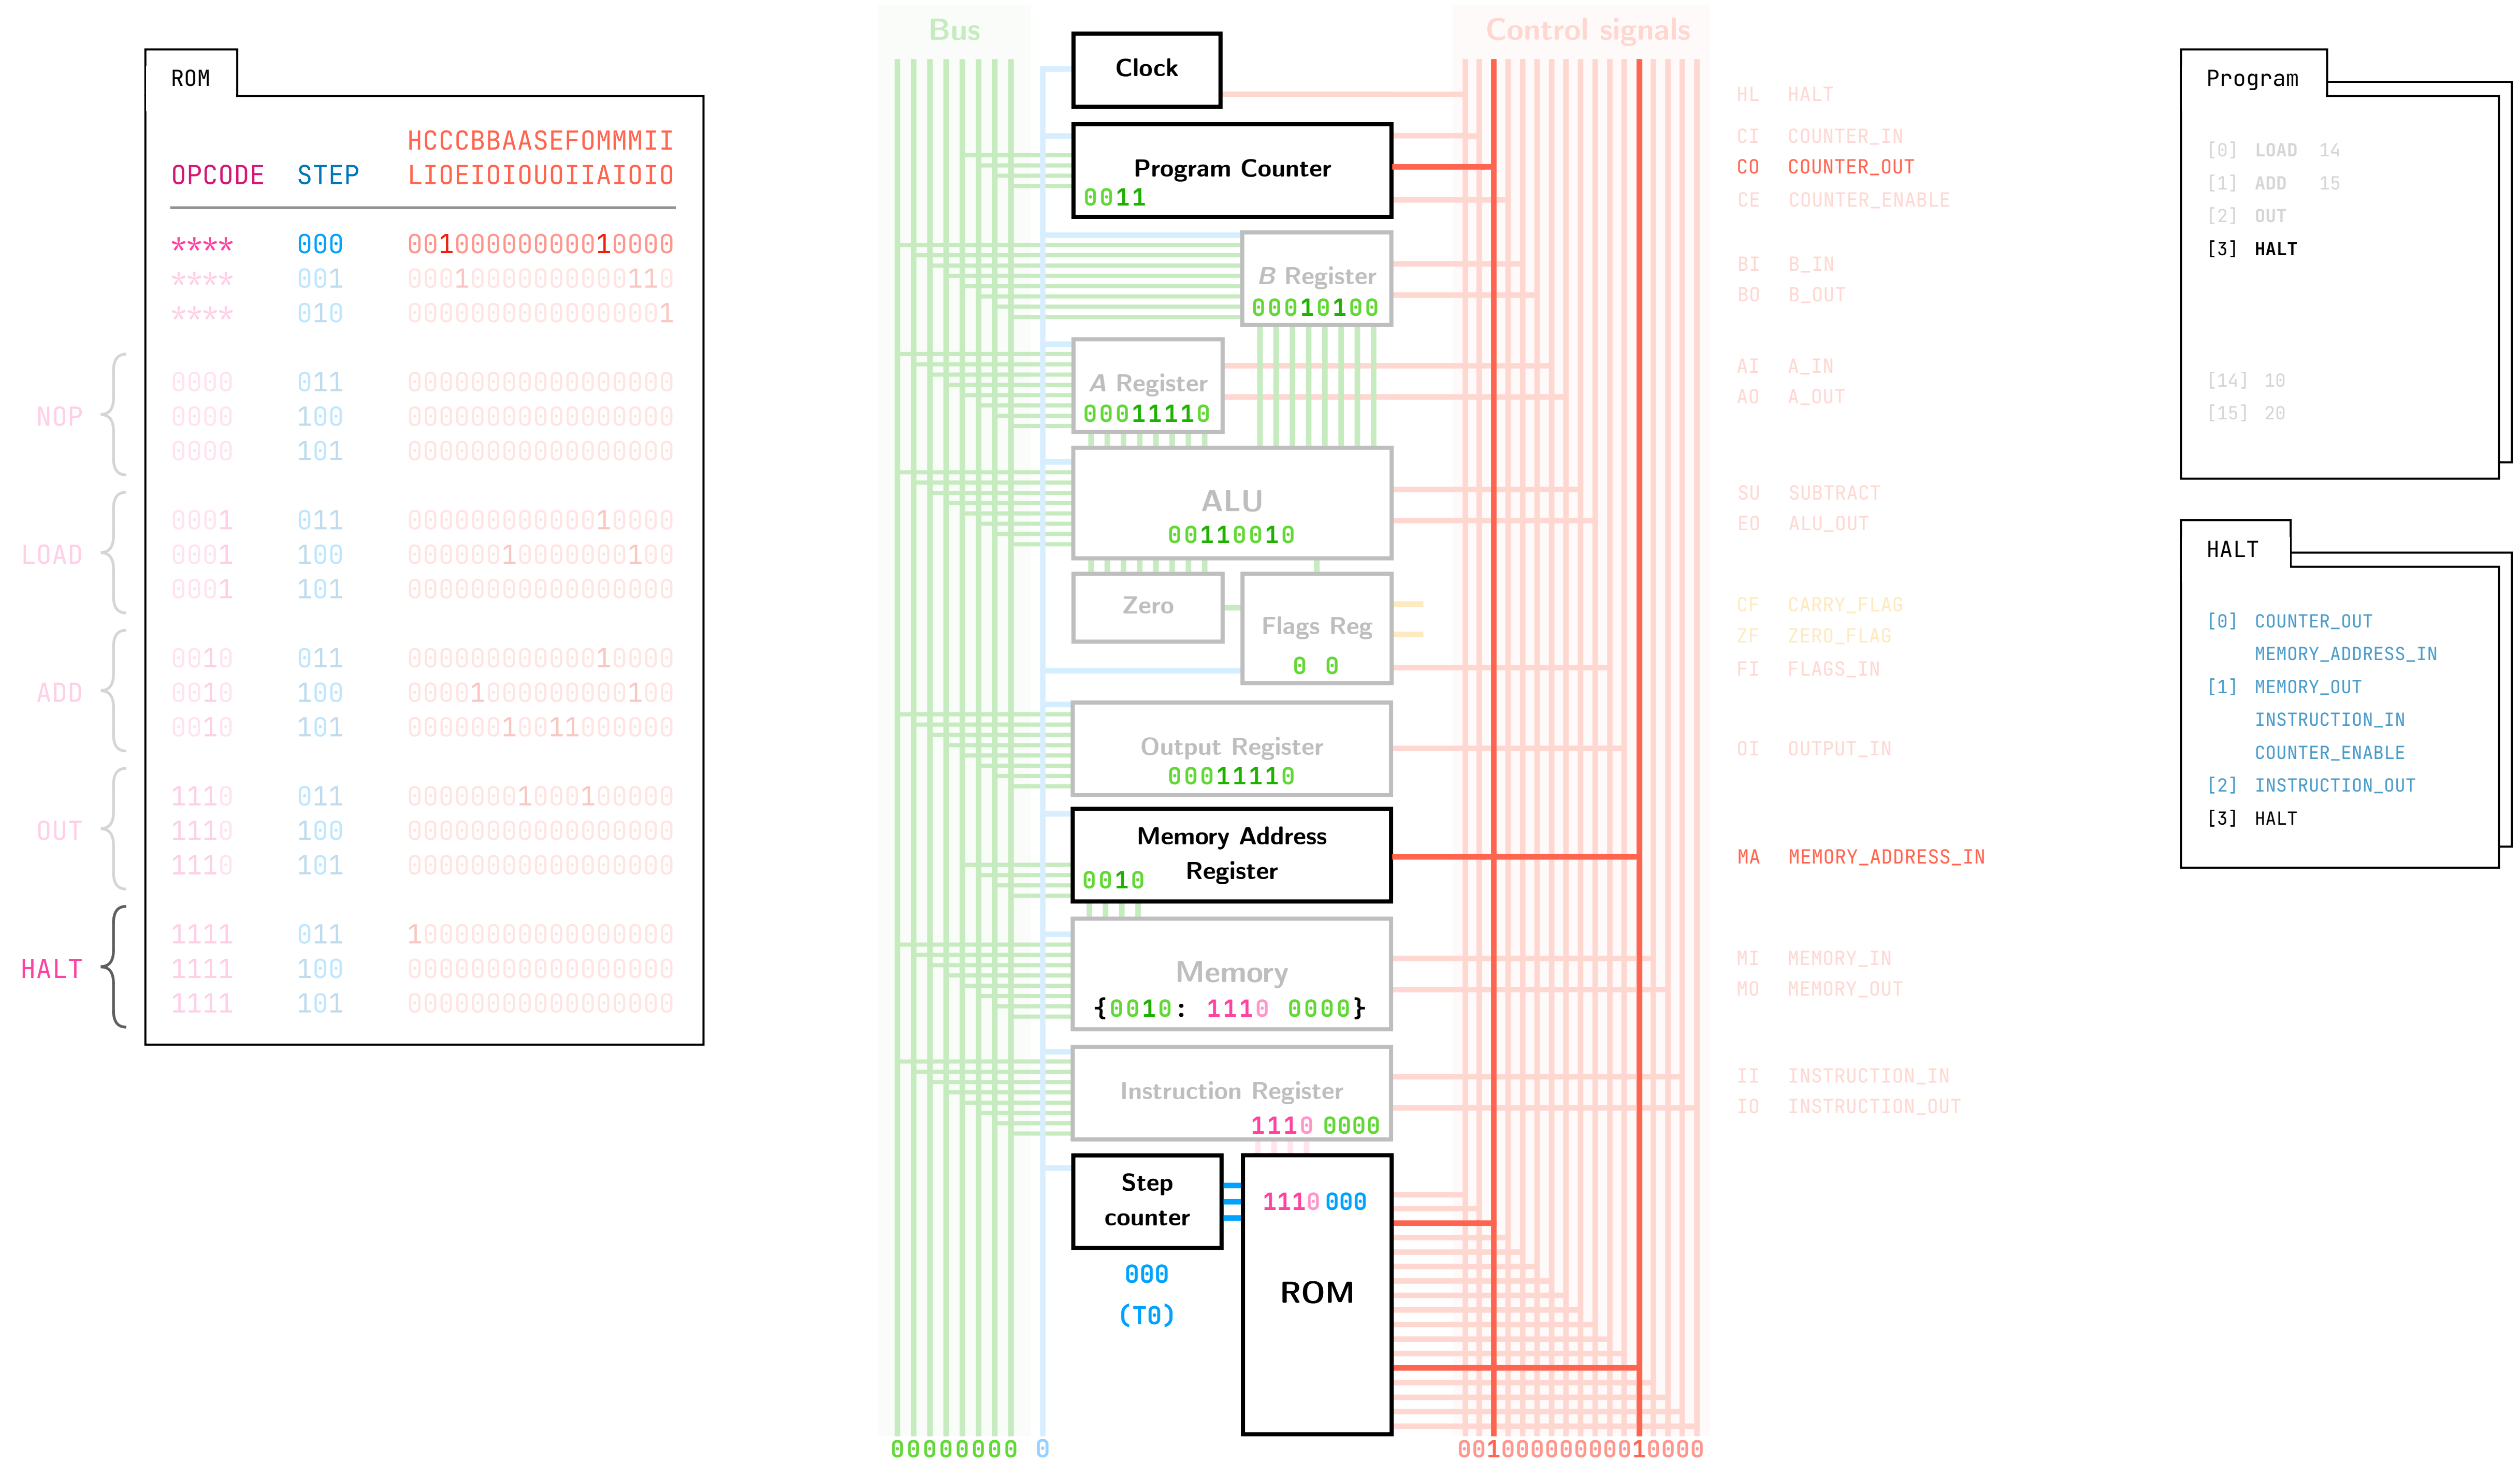 Bus
Control signals
ROM
HCCCBBAASEFOMMMII
OPCODE STEP LIOEIOIOUOIIAIOIO
**** 000 00100000000010000
**** 001 00010000000000110
**** 010 00000000000000001
NOP
0000 011 00000000000000000
0000 100 00000000000000000
0000 101 00000000000000000
LOAD
0001 011 00000000000010000
0001 100 00000010000000100
0001 101 00000000000000000
ADD
0010 011 00000000000010000
0010 100 00001000000000100
0010 101 00000010011000000
OUT
1110 011 00000001000100000
1110 100 00000000000000000
1110 101 00000000000000000
HALT
1111 011 10000000000000000
1111 100 00000000000000000
1111 101 00000000000000000
Clock
Program Counter
0011
B Register
00010100
A Register
00011110
ALU
00110010
Zero
Flags Reg
0 0
Output Register
00011110
Memory Address
Register
0010
Memory
{0010: 1110 0000}
Instruction Register
1110 0000
Step
counter
000
(T0)
1110 000
ROM
00000000 0
00100000000010000
HL HALT
CI COUNTER_IN
CO COUNTER_OUT
CE COUNTER_ENABLE
BI B_IN
BO B_OUT
AI A_IN
AO A_OUT
SU SUBTRACT
EO ALU_OUT
CF CARRY_FLAG
ZF ZERO_FLAG
FI FLAGS_IN
OI OUTPUT_IN
MA MEMORY_ADDRESS_IN
MI MEMORY_IN
MO MEMORY_OUT
II INSTRUCTION_IN
IO INSTRUCTION_OUT
Program
[0] LOAD 14
[1] ADD 15
[2] OUT
[3] HALT
[14] 10
[15] 20
HALT
[0] COUNTER_OUT
MEMORY_ADDRESS_IN
[1] MEMORY_OUT
INSTRUCTION_IN
COUNTER_ENABLE
[2] INSTRUCTION_OUT
[3] HALT